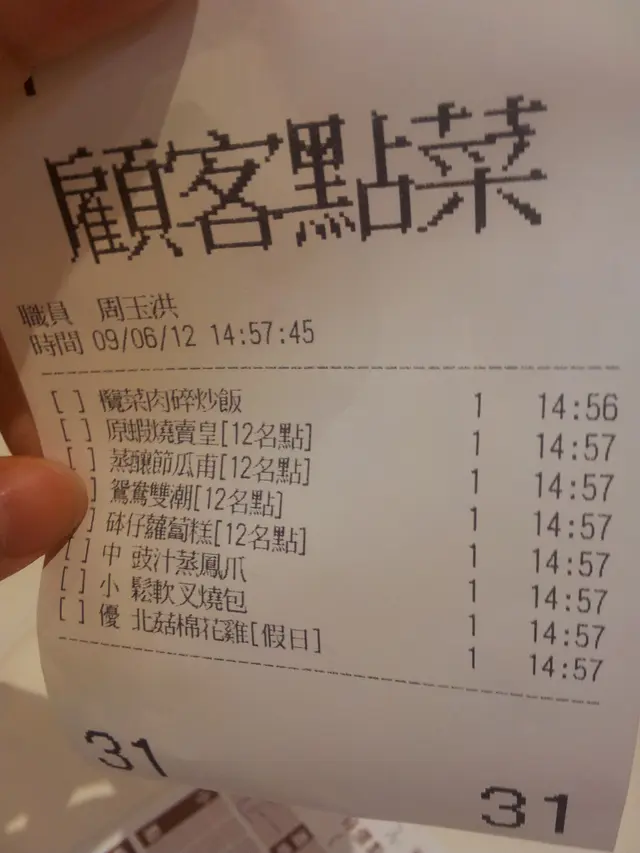 顧客點菜
職員 周玉洪
時間 09/06/12 14:57:45
[ ] 欖菜肉碎炒飯 1 14:56
[ ] 原蝦燒賣皇[12名點] 1 14:57
[ ] 蒸釀節瓜甫[12名點] 1 14:57
] 鴛鴦雙潮[12名點] 1 14:57
] 砵仔蘿蔔糕[12名點] 1 14:57
[ ] 中 豉汁蒸鳳爪 1 14:57
[ ] 小 鬆軟叉燒包 1 14:57
[ ] 優 北菇棉花雞[假日] 1 14:57
31
31